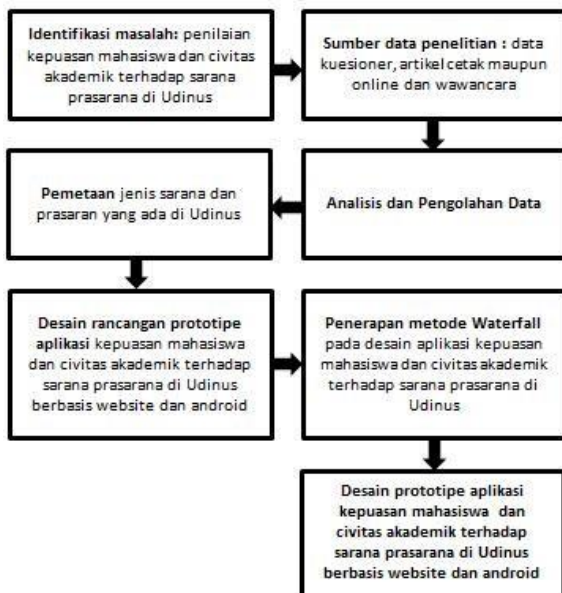 Identifikasi masalah: penilaian
kepuasan mahasiswa dan civitas
akademik terhadap sarana
prasarana di Udinus
Sumber data penelitian : data
kuesioner, artikel cetak maupun
online dan wawancara
Analisis dan Pengolahan Data
Pemetaan jenis sarana dan
prasaran yang ada di Udinus
Desain rancangan prototipe
aplikasi kepuasan mahasiswa
dan civitas akademik terhadap
sarana prasarana di Udinus
berbasis website dan android
Penerapan metode Waterfall
pada desain aplikasi kepuasan
mahasiswa dan civitas akademik
terhadap sarana prasarana di
Udinus
Desain prototipe aplikasi
kepuasan mahasiswa dan
civitas akademik terhadap
sarana prasarana di Udinus
berbasis website dan android